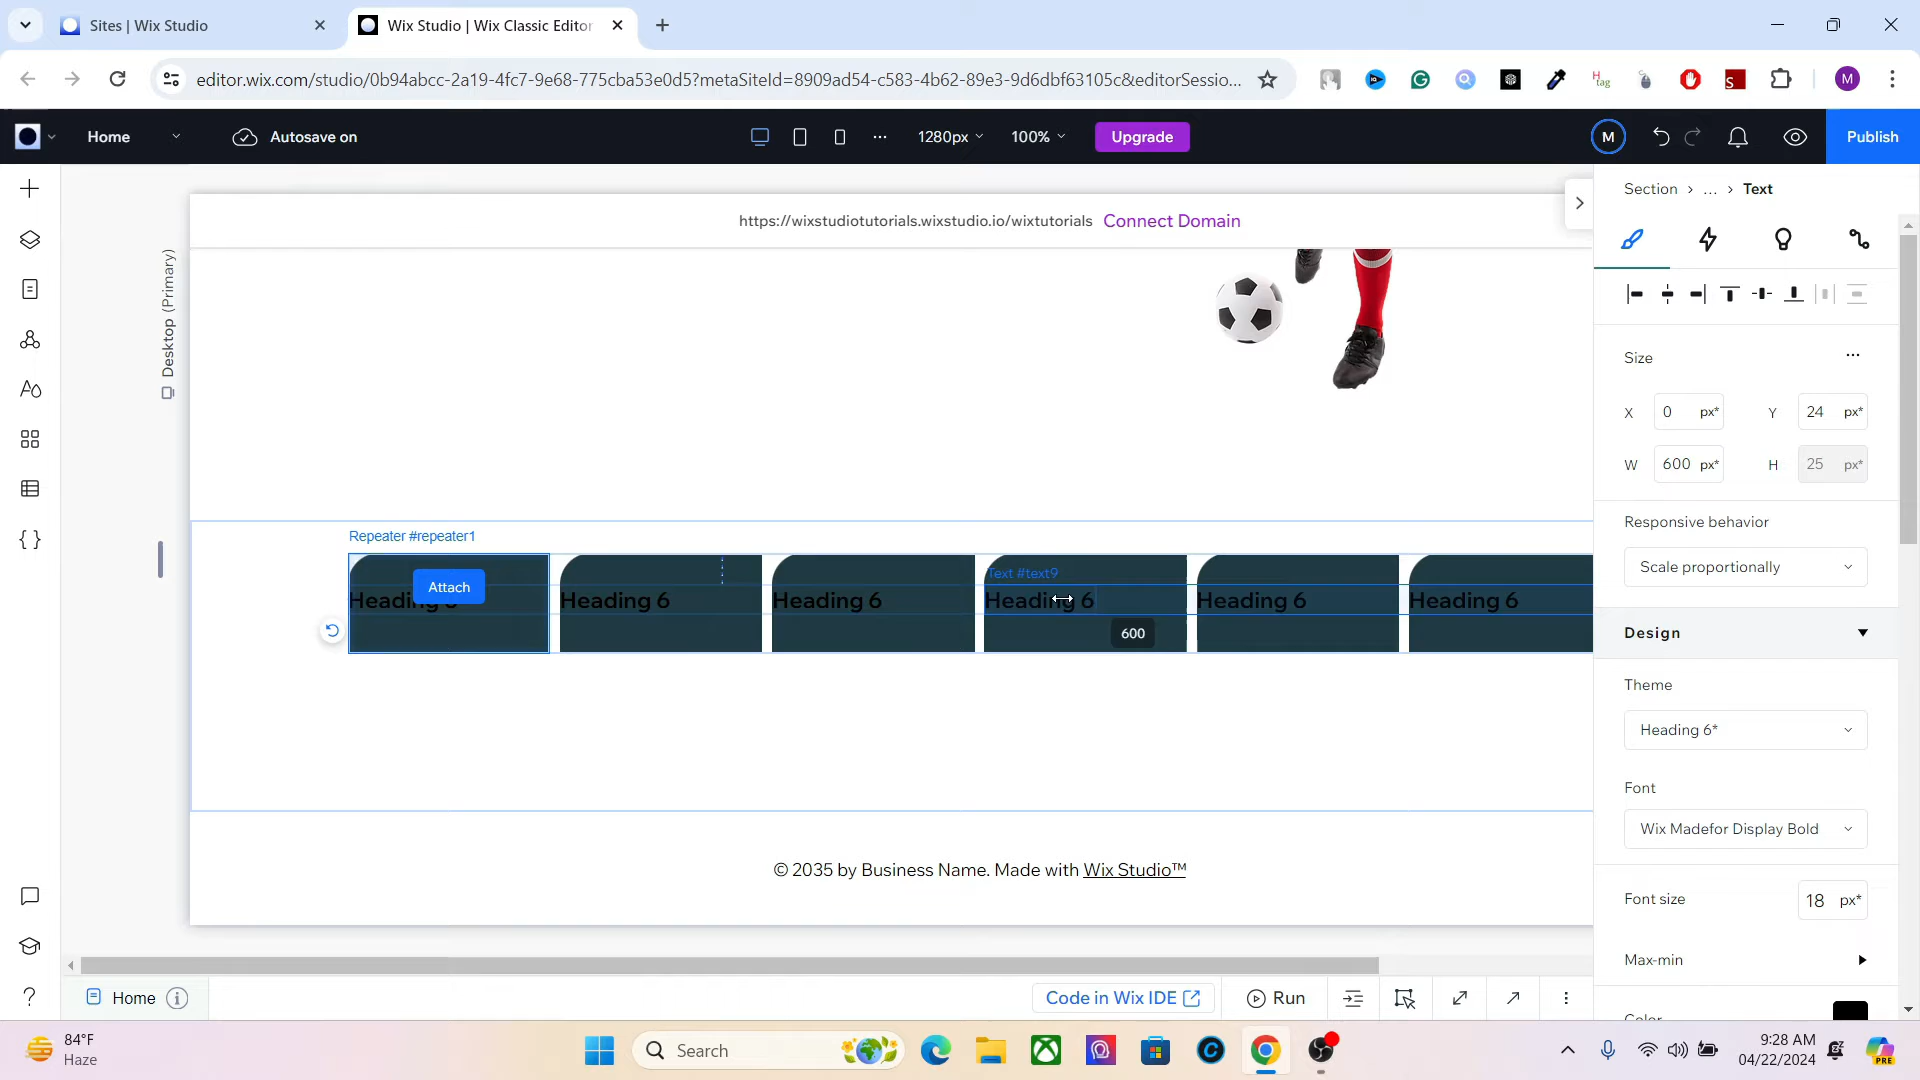 Sites | Wix Studio
Wix Studio | Wix Classic Editor
editor.wix.com/studio/0b94abcc-2a19-4fc7-9e68-775cba53e0d5?metaSiteId=8909ad54-c583-4b62-89e3-9d6dbf63105c&editorSessio...
M
Home
Autosave on
1280px
100%
Upgrade
M
Publish
https://wixstudiotutorials.wixstudio.io/wixtutorials Connect Domain
Desktop (Primary)
Section > ... > Text
Size
X 0 px* Y 24 px*
W 600 px* H 25 px*
Responsive behavior
Scale proportionally
Design
Theme
Heading 6*
Font
Wix Madefor Display Bold
Font size 18 px*
Max-min
Color
Repeater #repeater1
Text #text9
Attach
Heading 6 Heading 6 Heading 6 Heading 6 Heading 6 Heading 6
600
© 2035 by Business Name. Made with Wix Studio™
Home
Code in Wix IDE
Run
84°F
Haze
Search
9:28 AM
04/22/2024
PRE